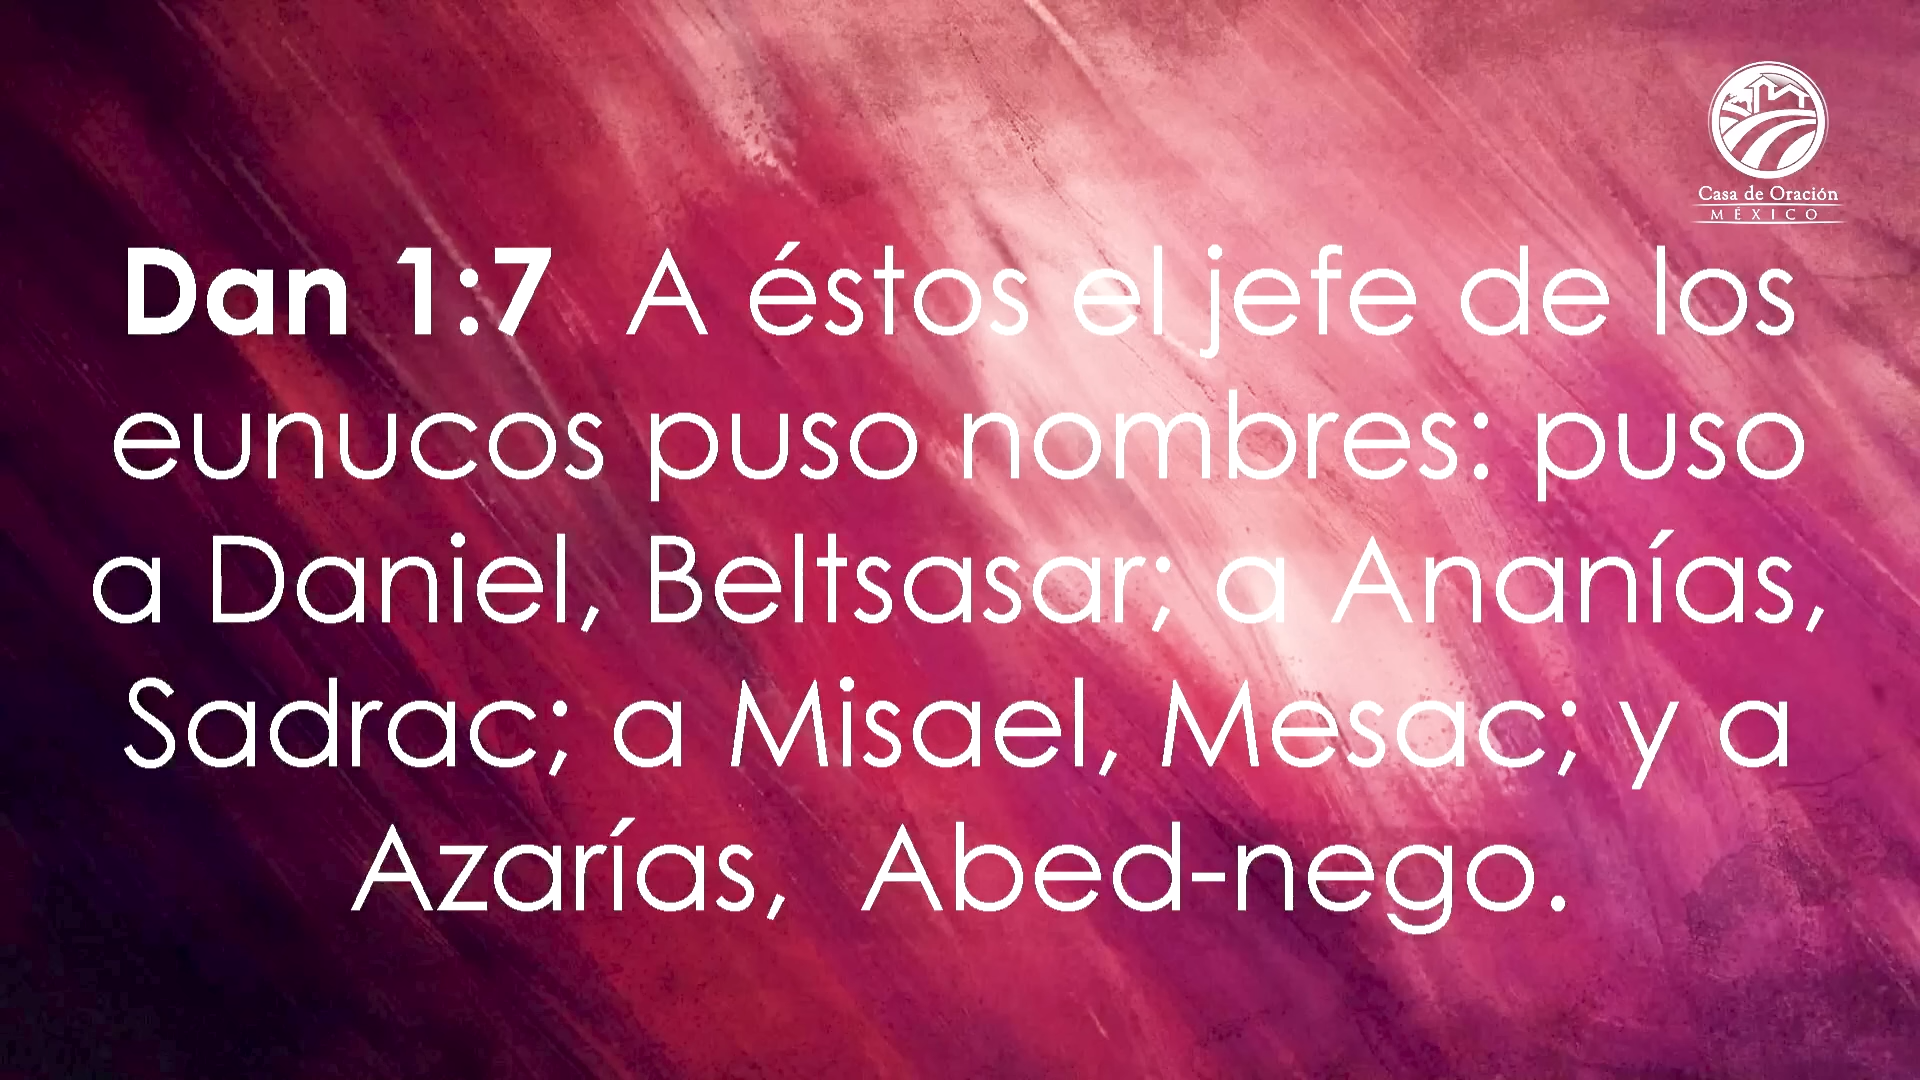 Casa de Oración
MÉXICO
Dan 1:7 A éstos el jefe de los
eunucos puso nombres: puso
a Daniel, Beltsasar; a Ananías,
Sadrac; a Misael, Mesac; y a
Azarías, Abed-nego.